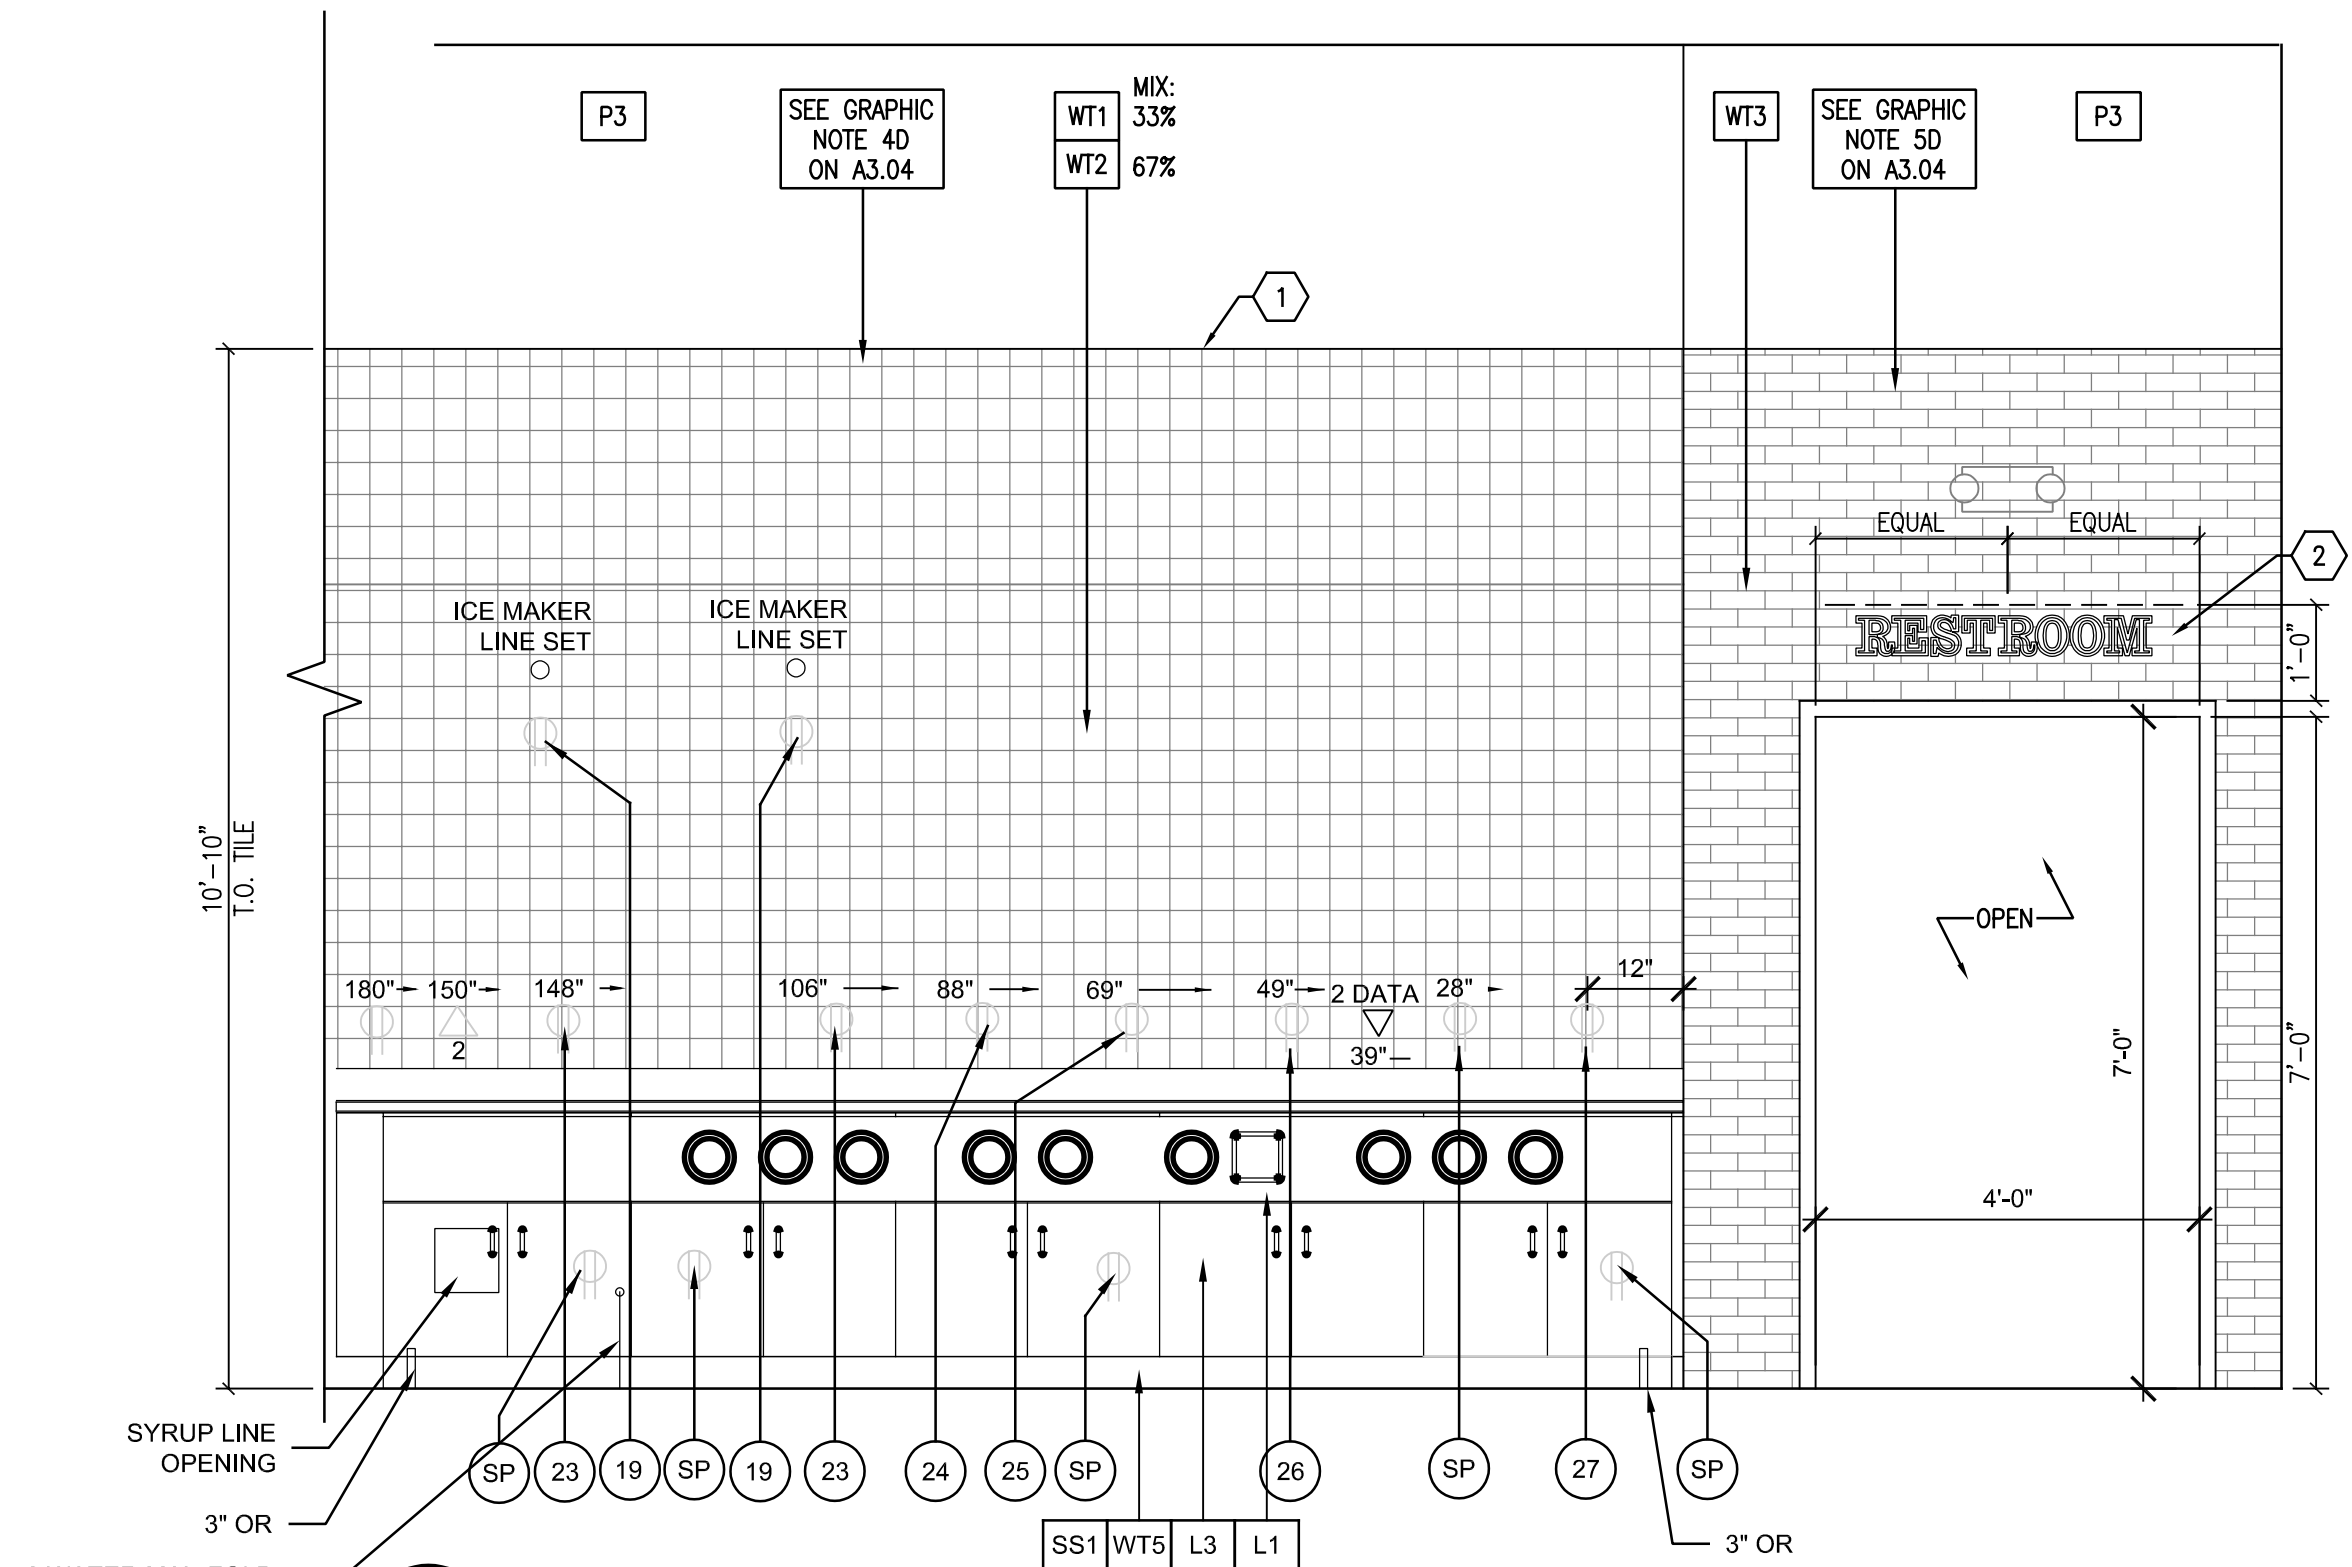 P3
SEE GRAPHIC
NOTE 4D
ON A3.04
WT1
WT2
MIX:
33%
67%
WT3
SEE GRAPHIC
NOTE 5D
ON A3.04
P3
1
EQUAL
EQUAL
2
ICE MAKER
LINE SET
ICE MAKER
LINE SET
RESTROOM
1'-0"
10'-10"
T.O. TILE
OPEN
180"
150"
148"
106"
88"
69"
49"
2 DATA
28"
12"
2
39"
7'-0"
7'-0"
4'-0"
SYRUP LINE
OPENING
SP
23
19
SP
19
23
24
25
SP
26
SP
27
SP
3" OR
SS1
WT5
L3
L1
3" OR